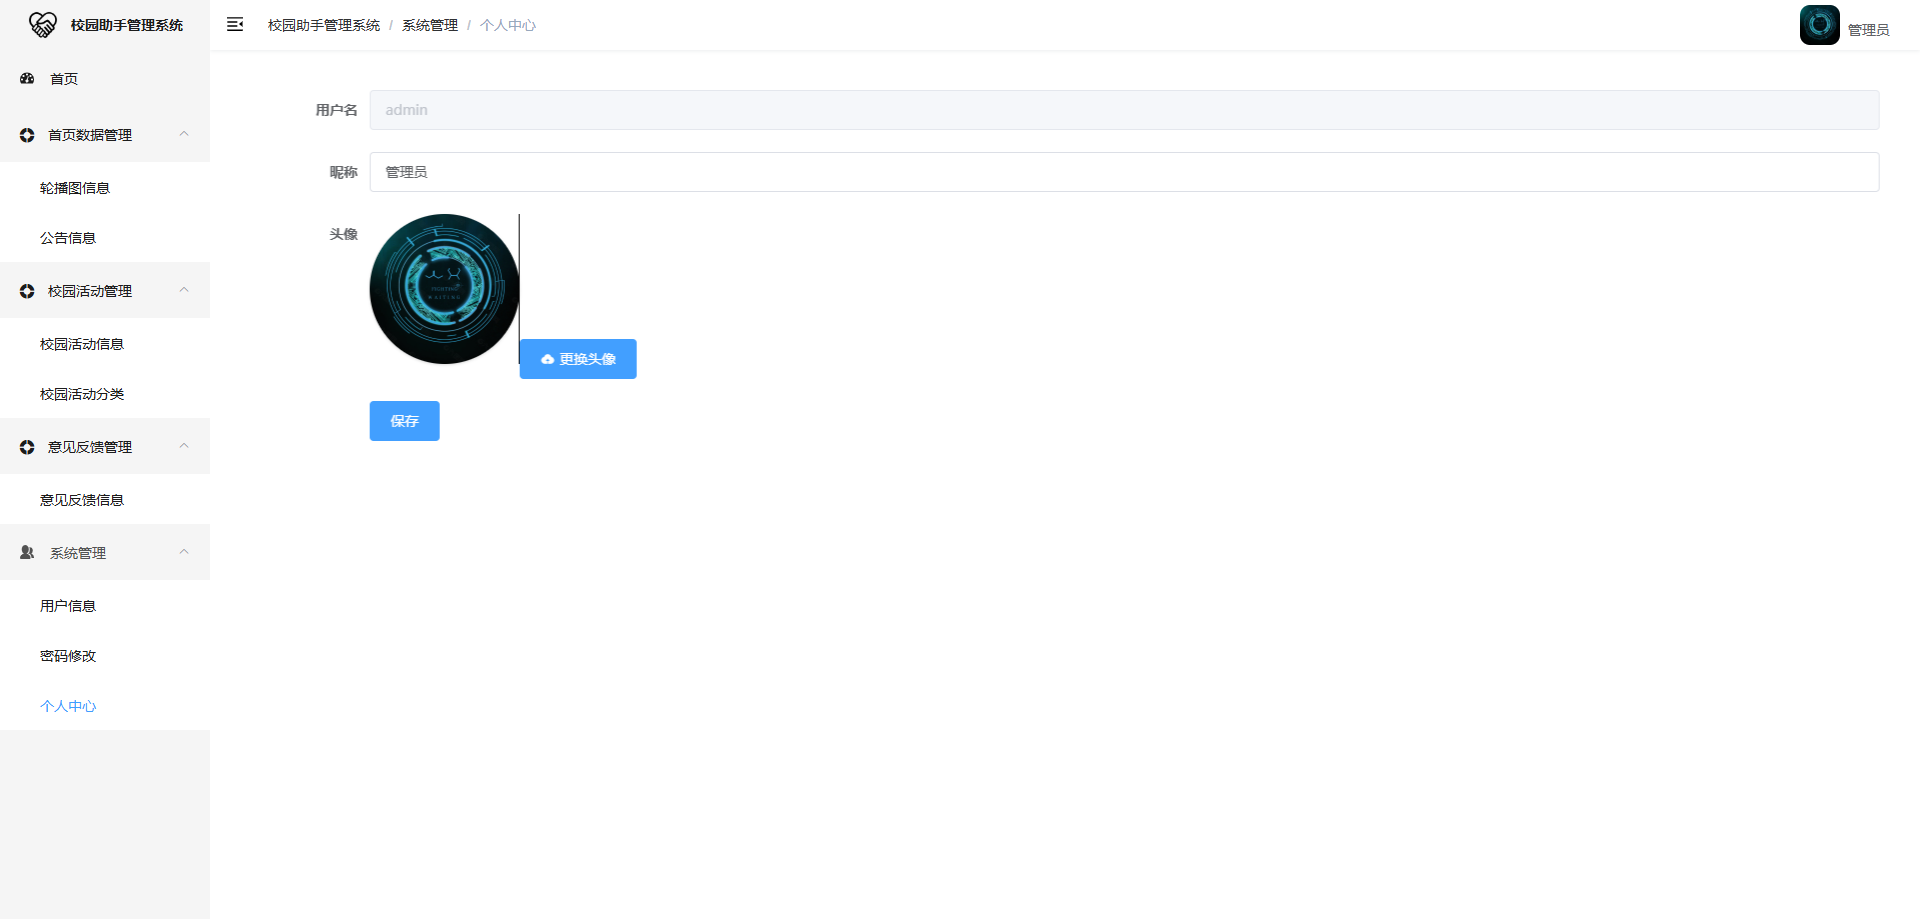 校园助手管理系统
校园助手管理系统 / 系统管理 / 个人中心
管理员
首页
首页数据管理
轮播图信息
公告信息
校园活动管理
校园活动信息
校园活动分类
意见反馈管理
意见反馈信息
系统管理
用户信息
密码修改
个人中心
用户名 admin
昵称 管理员
头像
FIGHTING
WAITING
更换头像
保存